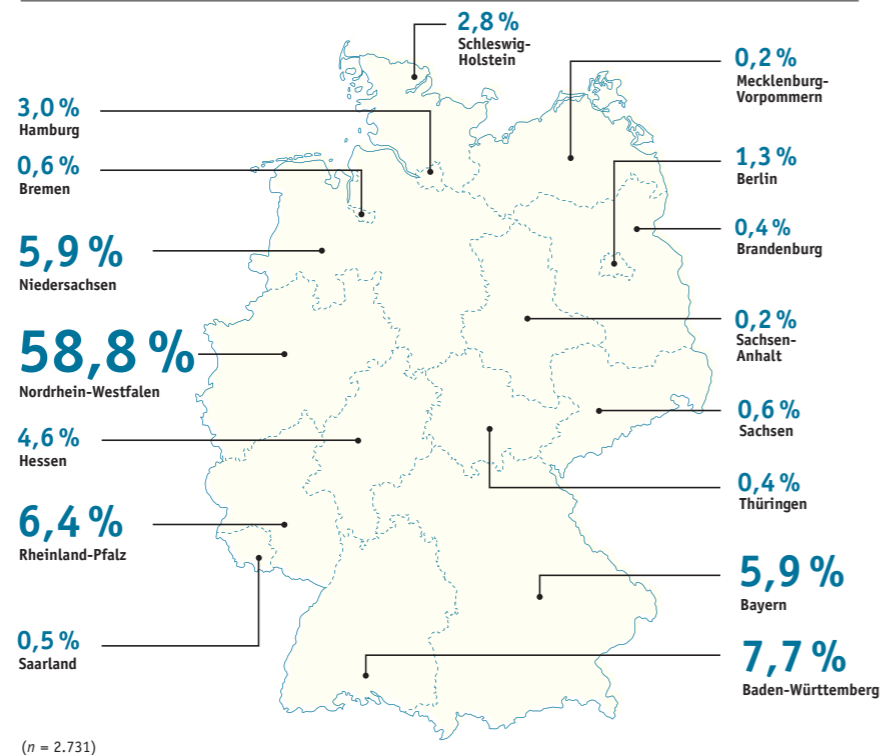 2,8 %
Schleswig-
Holstein
0,2 %
Mecklenburg-
Vorpommern
3,0 %
Hamburg
1,3 %
Berlin
0,6 %
Bremen
0,4 %
Brandenburg
5,9 %
Niedersachsen
0,2 %
Sachsen-
Anhalt
58,8 %
Nordrhein-Westfalen
0,6 %
Sachsen
4,6 %
Hessen
0,4 %
Thüringen
6,4 %
Rheinland-Pfalz
5,9 %
Bayern
0,5 %
Saarland
7,7 %
Baden-Württemberg
(n = 2.731)